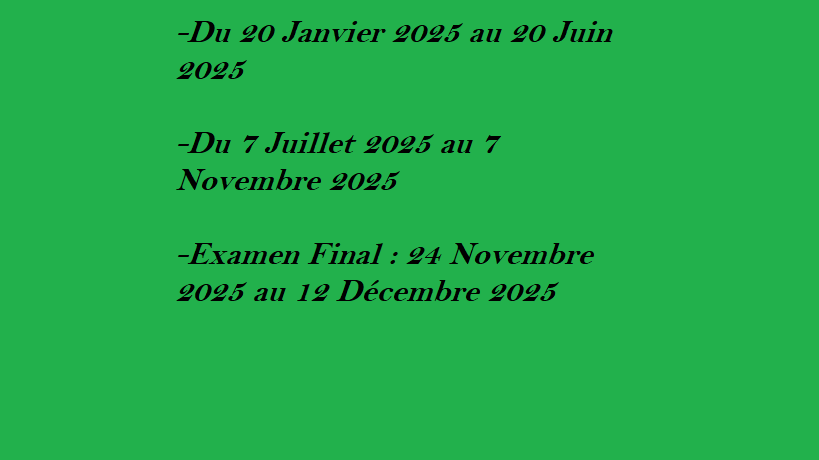 -Du 20 Janvier 2025 au 20 Juin
2025
-Du 7 Juillet 2025 au 7
Novembre 2025
-Examen Final : 24 Novembre
2025 au 12 Décembre 2025